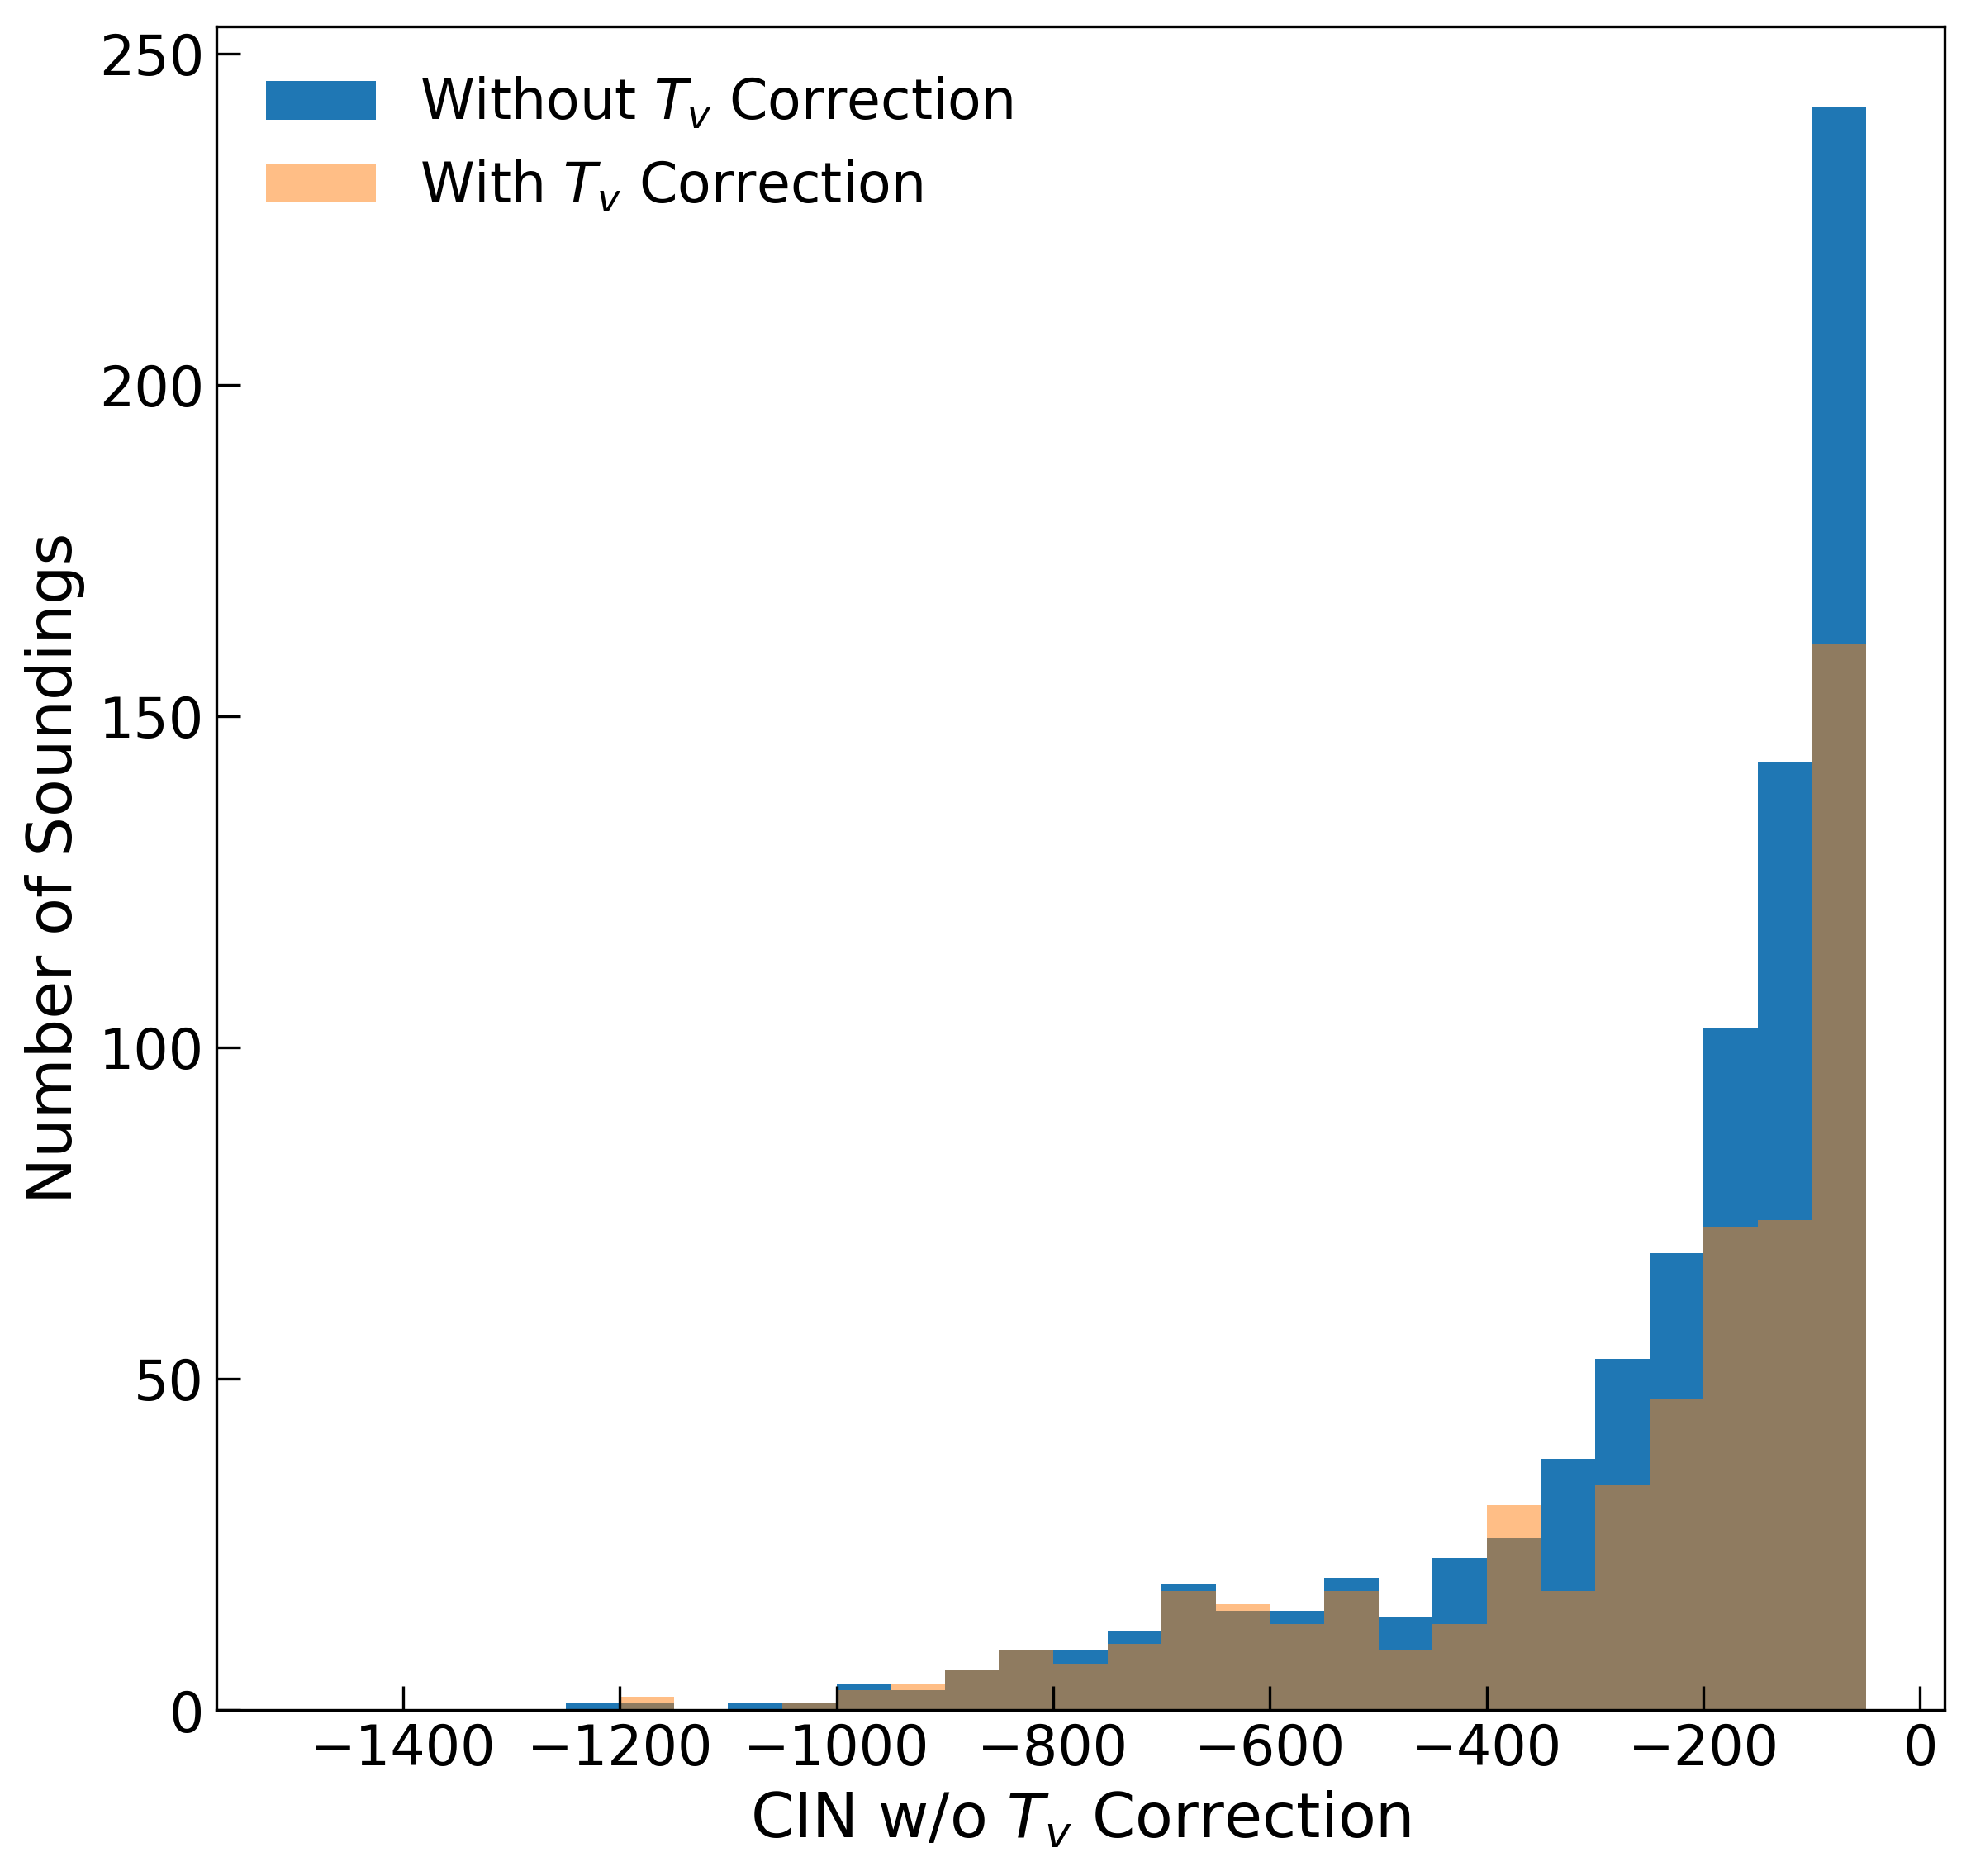 Without Tv Correction
With Tv Correction
Number of Soundings
250
200
150
100
50
0
−1400 −1200 −1000 −800 −600 −400 −200 0
CIN w/o Tv Correction